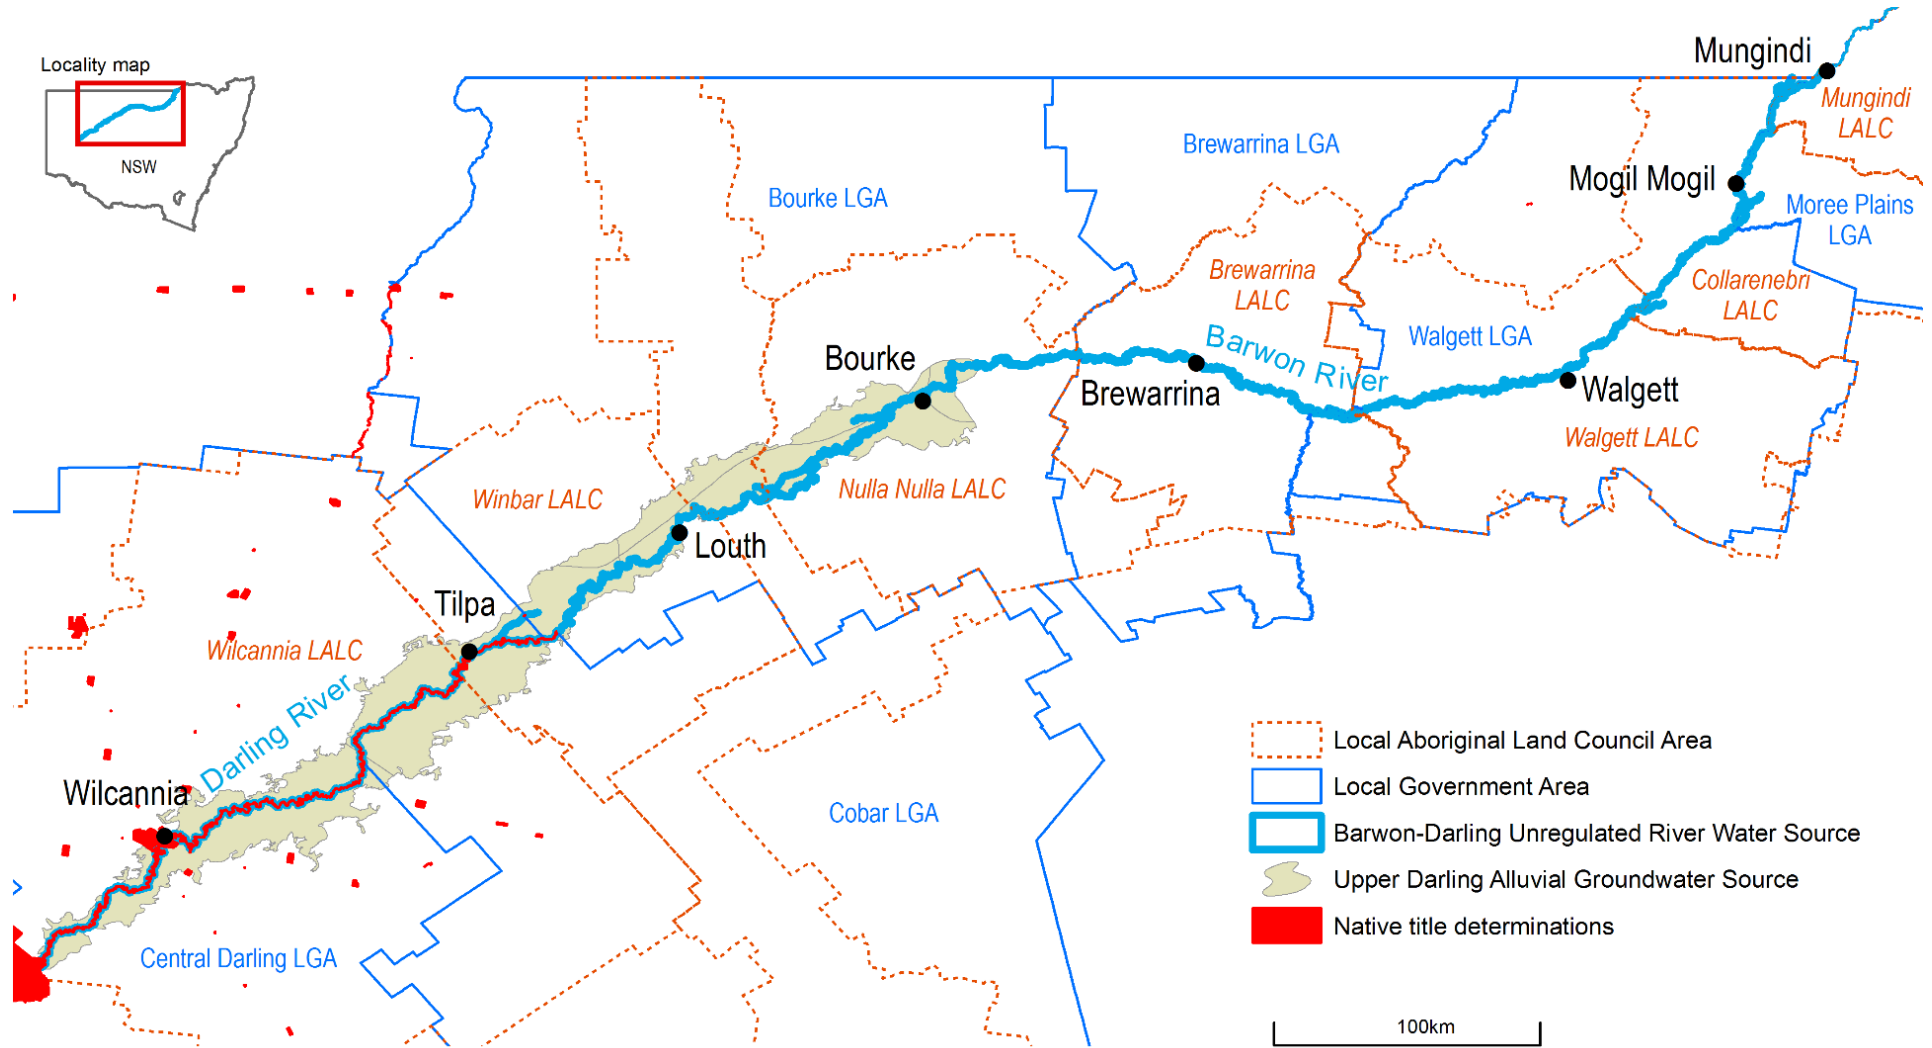 Locality map
NSW
Mungindi
Mungindi
LALC
Brewarrina LGA
Mogil Mogil
Bourke LGA
Moree Plains
LGA
Brewarrina
LALC
Collarenebri
LALC
Barwon River
Walgett LGA
Bourke
Brewarrina
Walgett
Walgett LALC
Winbar LALC
Nulla Nulla LALC
Louth
Tilpa
Wilcannia LALC
Darling River
Wilcannia
Cobar LGA
Central Darling LGA
Local Aboriginal Land Council Area
Local Government Area
Barwon-Darling Unregulated River Water Source
Upper Darling Alluvial Groundwater Source
Native title determinations
100km